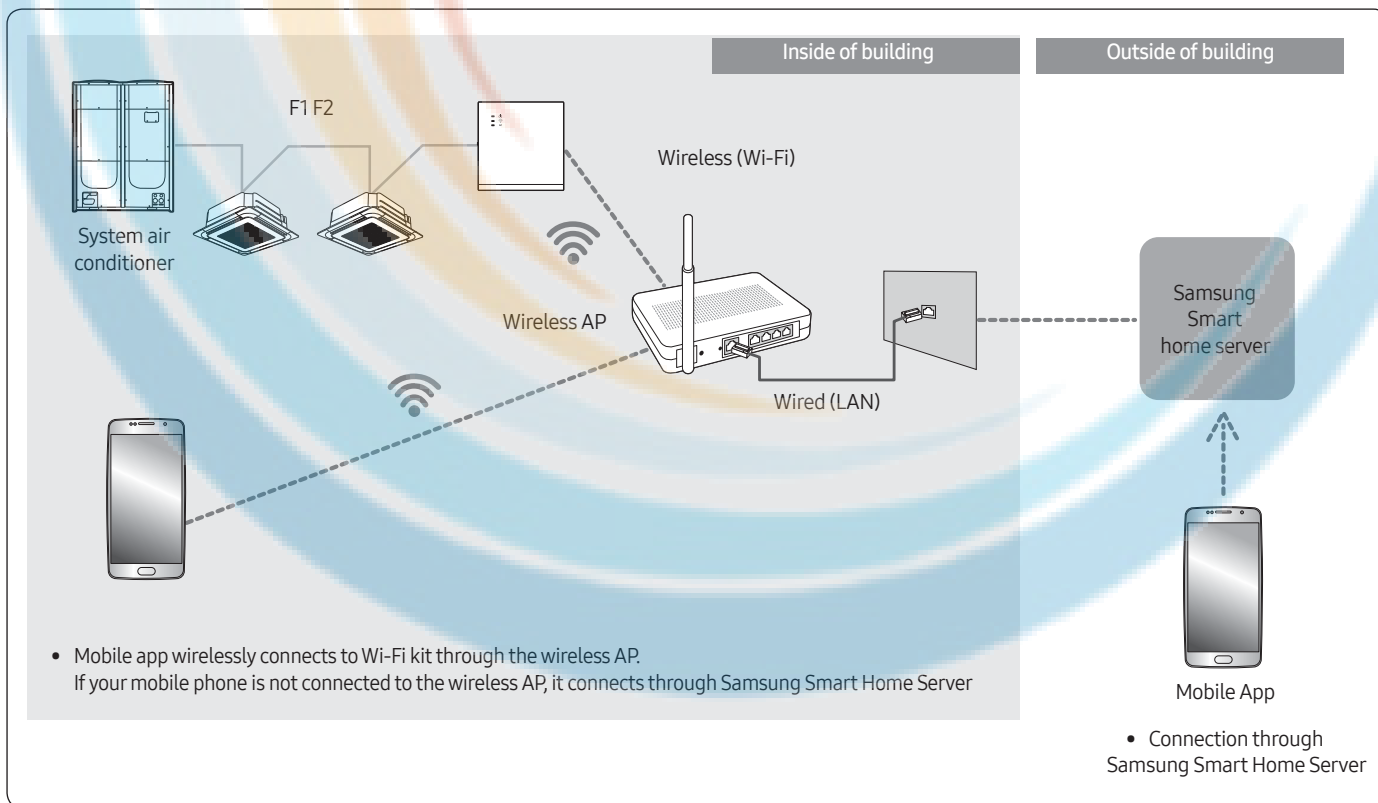 Inside of building
Outside of building
F1 F2
Wireless (Wi-Fi)
System air
conditioner
Wireless AP
Samsung
Smart
home server
Wired (LAN)
• Mobile app wirelessly connects to Wi-Fi kit through the wireless AP.
If your mobile phone is not connected to the wireless AP, it connects through Samsung Smart Home Server
Mobile App
• Connection through
Samsung Smart Home Server